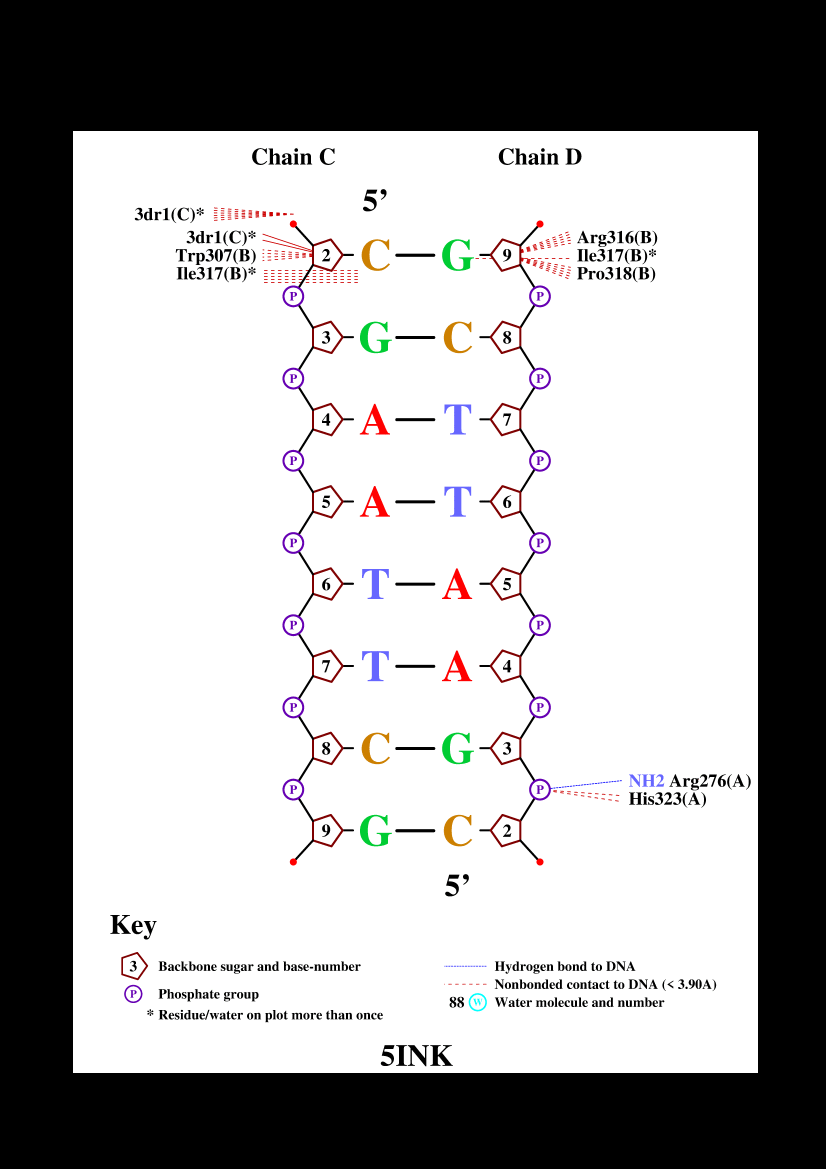 Chain C Chain D
5’
3dr1(C)*
3dr1(C)* Arg316(B)
Trp307(B) 2 C G 9 Ile317(B)*
Ile317(B)* Pro318(B)
P P
3 G C 8
P P
4 A T 7
P P
5 A T 6
P P
6 T A 5
P P
7 T A 4
P P
8 C G 3
P P NH2 Arg276(A)
His323(A)
9 G C 2
5’
Key
3 Backbone sugar and base-number Hydrogen bond to DNA
Nonbonded contact to DNA (< 3.90A)
P Phosphate group 88 W Water molecule and number
* Residue/water on plot more than once
5INK